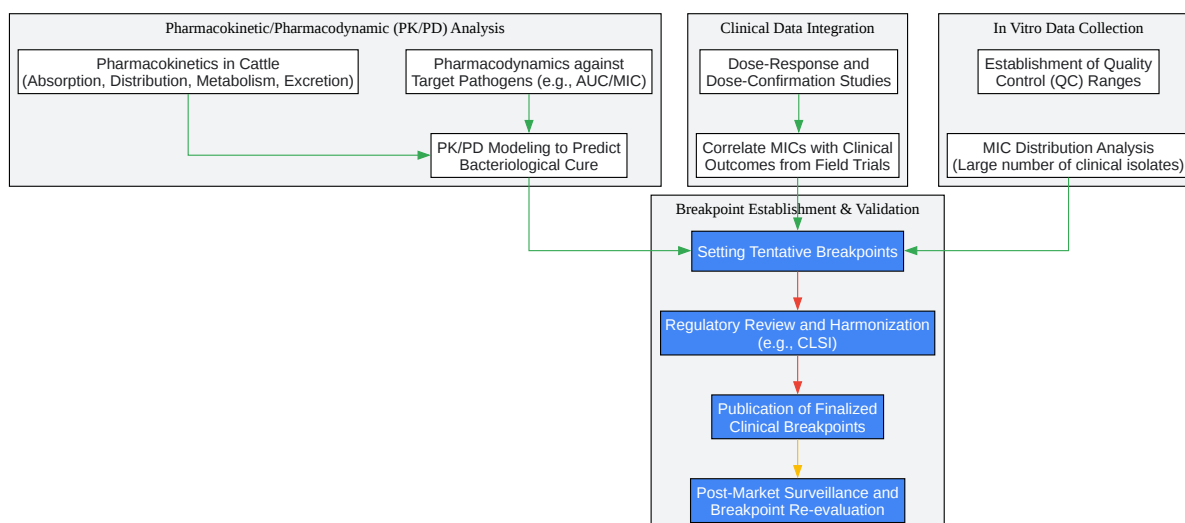 Pharmacokinetic/Pharmacodynamic (PK/PD) Analysis
Pharmacokinetics in Cattle
(Absorption, Distribution, Metabolism, Excretion)
Pharmacodynamics against
Target Pathogens (e.g., AUC/MIC)
PK/PD Modeling to Predict
Bacteriological Cure
Clinical Data Integration
Dose-Response and
Dose-Confirmation Studies
Correlate MICs with Clinical
Outcomes from Field Trials
In Vitro Data Collection
Establishment of Quality
Control (QC) Ranges
MIC Distribution Analysis
(Large number of clinical isolates)
Breakpoint Establishment & Validation
Setting Tentative Breakpoints
Regulatory Review and Harmonization
(e.g., CLSI)
Publication of Finalized
Clinical Breakpoints
Post-Market Surveillance and
Breakpoint Re-evaluation